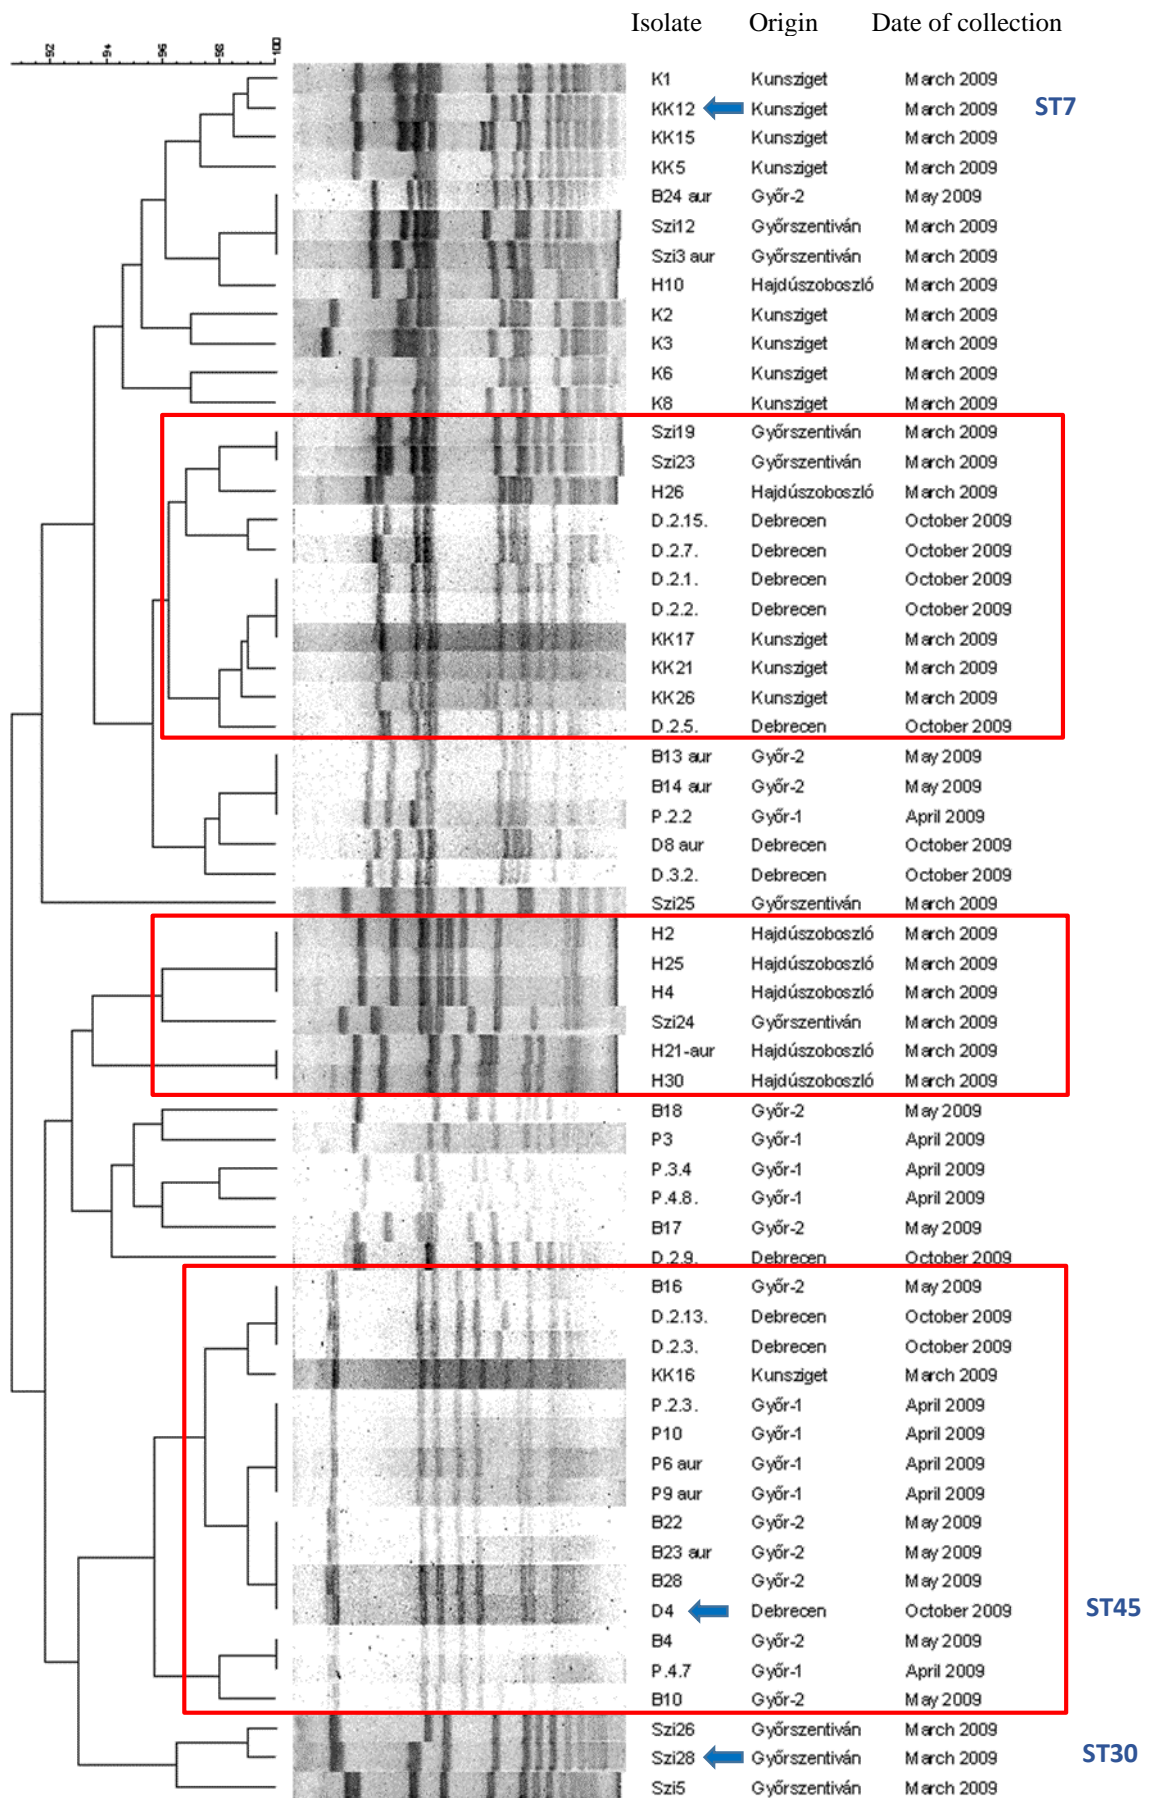 Isolate Origin Date of collection
92 94 96 98 100
K1 Kunsziget March 2009
KK12 Kunsziget March 2009 ST7
KK15 Kunsziget March 2009
KK5 Kunsziget March 2009
B24 aur Győr-2 May 2009
Szi12 Győrszentiván March 2009
Szi3 aur Győrszentiván March 2009
H10 Hajdúszoboszló March 2009
K2 Kunsziget March 2009
K3 Kunsziget March 2009
K6 Kunsziget March 2009
K8 Kunsziget March 2009
Szi19 Győrszentiván March 2009
Szi23 Győrszentiván March 2009
H26 Hajdúszoboszló March 2009
D.2.15. Debrecen October 2009
D.2.7. Debrecen October 2009
D.2.1. Debrecen October 2009
D.2.2. Debrecen October 2009
KK17 Kunsziget March 2009
KK21 Kunsziget March 2009
KK26 Kunsziget March 2009
D.2.5. Debrecen October 2009
B13 aur Győr-2 May 2009
B14 aur Győr-2 May 2009
P.2.2 Győr-1 April 2009
D8 aur Debrecen October 2009
D.3.2. Debrecen October 2009
Szi25 Győrszentiván March 2009
H2 Hajdúszoboszló March 2009
H25 Hajdúszoboszló March 2009
H4 Hajdúszoboszló March 2009
Szi24 Győrszentiván March 2009
H21-aur Hajdúszoboszló March 2009
H30 Hajdúszoboszló March 2009
B18 Győr-2 May 2009
P3 Győr-1 April 2009
P.3.4 Győr-1 April 2009
P.4.8. Győr-1 April 2009
B17 Győr-2 May 2009
D.2.9. Debrecen October 2009
B16 Győr-2 May 2009
D.2.13. Debrecen October 2009
D.2.3. Debrecen October 2009
KK16 Kunsziget March 2009
P.2.3. Győr-1 April 2009
P10 Győr-1 April 2009
P6 aur Győr-1 April 2009
P9 aur Győr-1 April 2009
B22 Győr-2 May 2009
B23 aur Győr-2 May 2009
B28 Győr-2 May 2009
D4 Debrecen October 2009 ST45
B4 Győr-2 May 2009
P.4.7 Győr-1 April 2009
B10 Győr-2 May 2009
Szi26 Győrszentiván March 2009
Szi28 Győrszentiván March 2009 ST30
Szi5 Győrszentiván March 2009